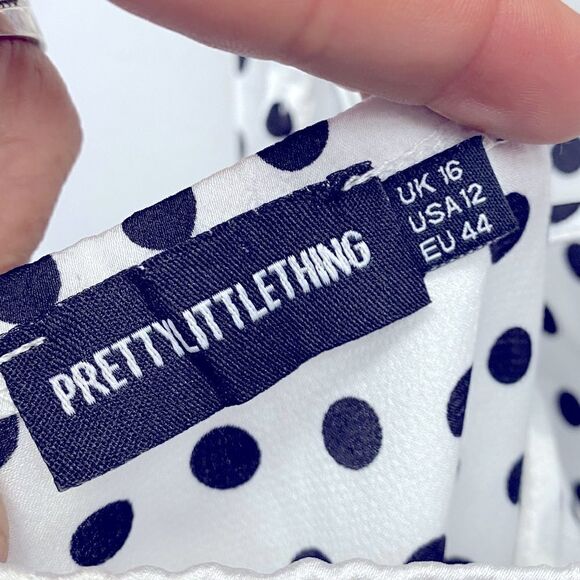 PRETTYLITTLETHING
UK 16
USA 12
EU 44